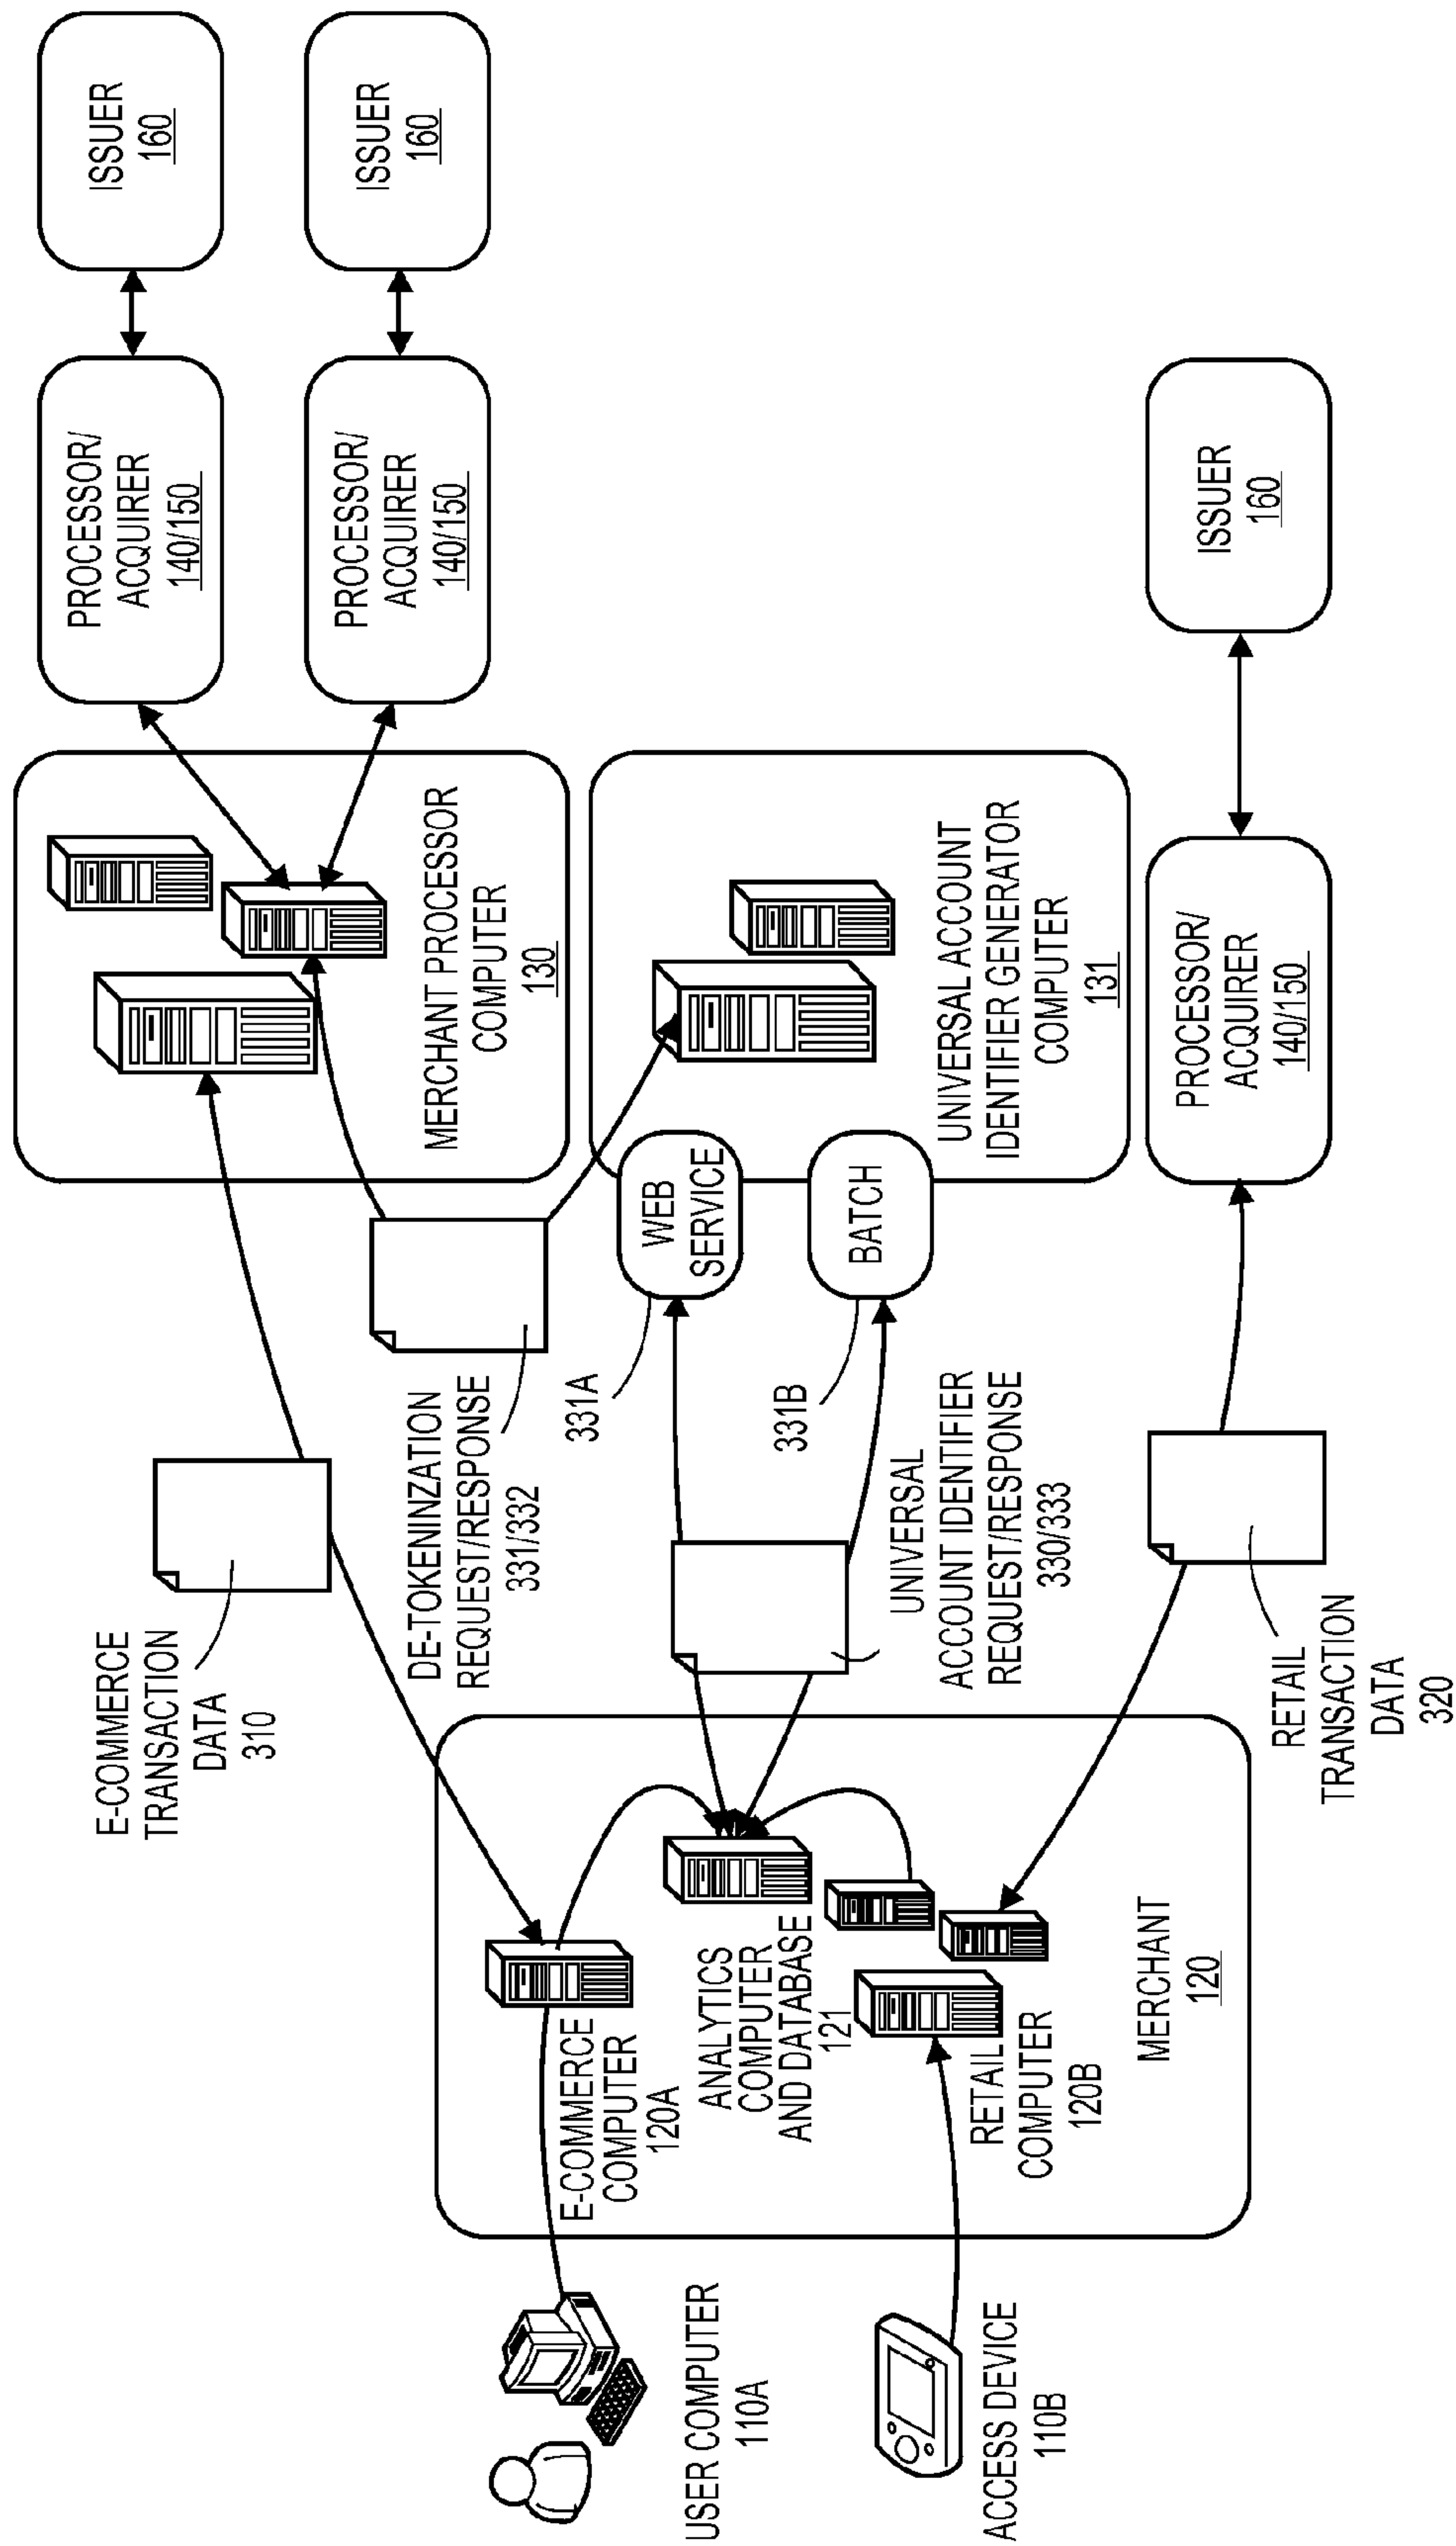 USER COMPUTER
110A
ACCESS DEVICE
110B
E-COMMERCE
COMPUTER
120A
ANALYTICS
COMPUTER
AND DATABASE
121
RETAIL
COMPUTER
120B
MERCHANT
120
E-COMMERCE
TRANSACTION
DATA
310
DE-TOKENINZATION
REQUEST/RESPONSE
331/332
331A
331B
UNIVERSAL
ACCOUNT IDENTIFIER
REQUEST/RESPONSE
330/333
RETAIL
TRANSACTION
DATA
320
WEB
SERVICE
BATCH
MERCHANT PROCESSOR
COMPUTER
130
UNIVERSAL ACCOUNT
IDENTIFIER GENERATOR
COMPUTER
131
PROCESSOR/
ACQUIRER
140/150
PROCESSOR/
ACQUIRER
140/150
PROCESSOR/
ACQUIRER
140/150
ISSUER
160
ISSUER
160
ISSUER
160